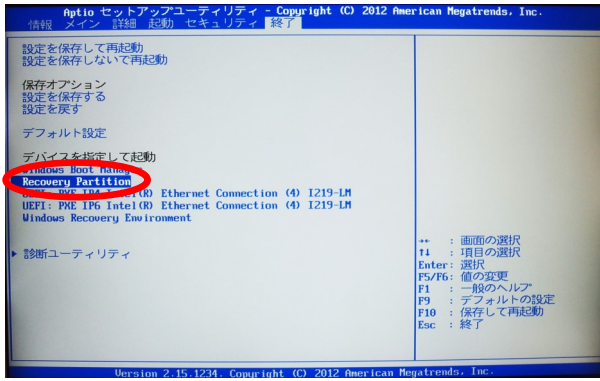 Aptio セットアップユーティリティ - Copyright (C) 2012 American Megatrends, Inc.
情報 メイン 詳細 起動 セキュリティ 終了
設定を保存して再起動
設定を保存しないで再起動
保存オプション
設定を保存する
設定を戻す
デフォルト設定
デバイスを指定して起動
Windows Boot Manag
Recovery Partition
UEFI: PXE IP4 Intel(R) Ethernet Connection (4) I219-LM
UEFI: PXE IP6 Intel(R) Ethernet Connection (4) I219-LM
Windows Recovery Environment
▶ 診断ユーティリティ
→← : 画面の選択
↑↓ : 項目の選択
Enter: 選択
F5/F6: 値の変更
F1 : 一般のヘルプ
F9 : デフォルトの設定
F10 : 保存して再起動
Esc : 終了
Version 2.15.1234. Copyright (C) 2012 American Megatrends, Inc.